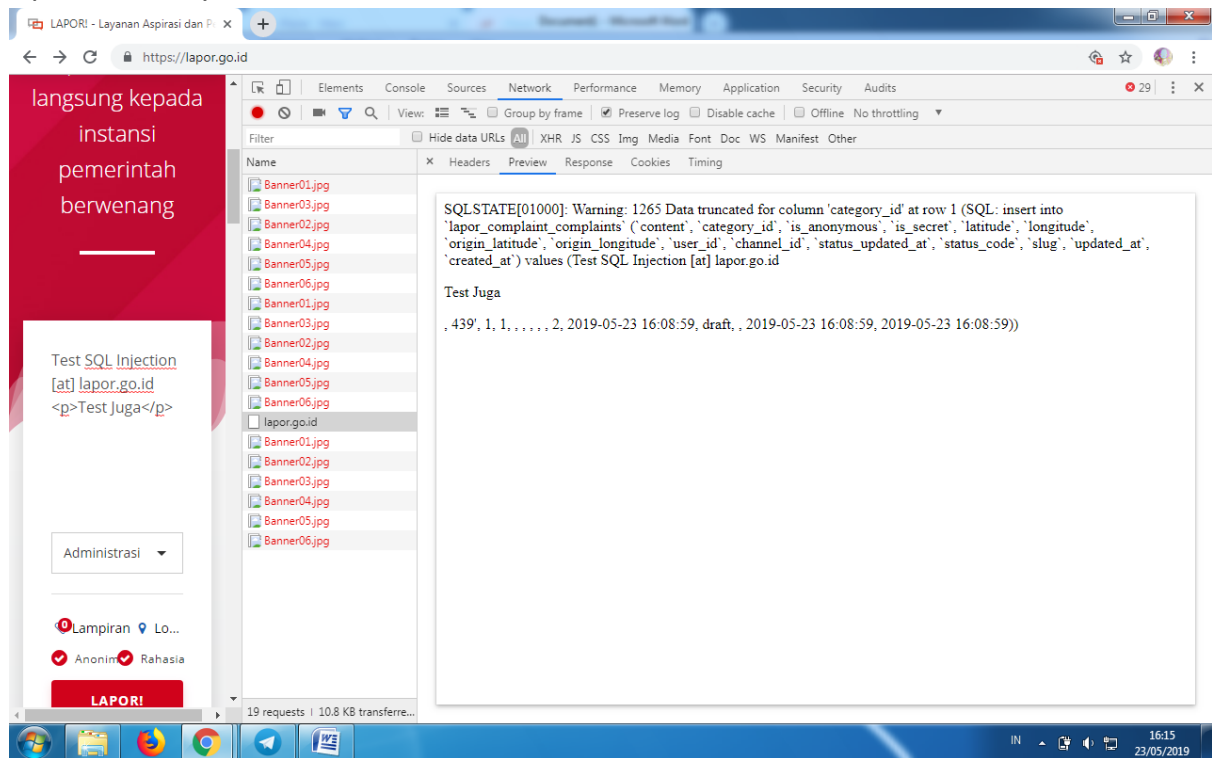 LAPOR! - Layanan Aspirasi dan Pe
https://lapor.go.id
langsung kepada
instansi
pemerintah
berwenang
Test SQL Injection
[at] lapor.go.id
<p>Test Juga</p>
Administrasi
0 Lampiran Lo...
Anonim Rahasia
LAPOR!
Elements Console Sources Network Performance Memory Application Security Audits 29
View: Group by frame Preserve log Disable cache Offline No throttling
Filter Hide data URLs All XHR JS CSS Img Media Font Doc WS Manifest Other
Name
Banner01.jpg
Banner03.jpg
Banner02.jpg
Banner04.jpg
Banner05.jpg
Banner06.jpg
Banner01.jpg
Banner03.jpg
Banner02.jpg
Banner04.jpg
Banner05.jpg
Banner06.jpg
lapor.go.id
Banner01.jpg
Banner02.jpg
Banner03.jpg
Banner04.jpg
Banner05.jpg
Banner06.jpg
19 requests | 10.8 KB transferre...
Headers Preview Response Cookies Timing
SQLSTATE[01000]: Warning: 1265 Data truncated for column 'category_id' at row 1 (SQL: insert into
`lapor_complaint_complaints` (`content`, `category_id`, `is_anonymous`, `is_secret`, `latitude`, `longitude`,
`origin_latitude`, `origin_longitude`, `user_id`, `channel_id`, `status_updated_at`, `status_code`, `slug`, `updated_at`,
`created_at`) values (Test SQL Injection [at] lapor.go.id
Test Juga
, 439', 1, 1, , , , , , 2, 2019-05-23 16:08:59, draft, , 2019-05-23 16:08:59, 2019-05-23 16:08:59))
IN
16:15
23/05/2019